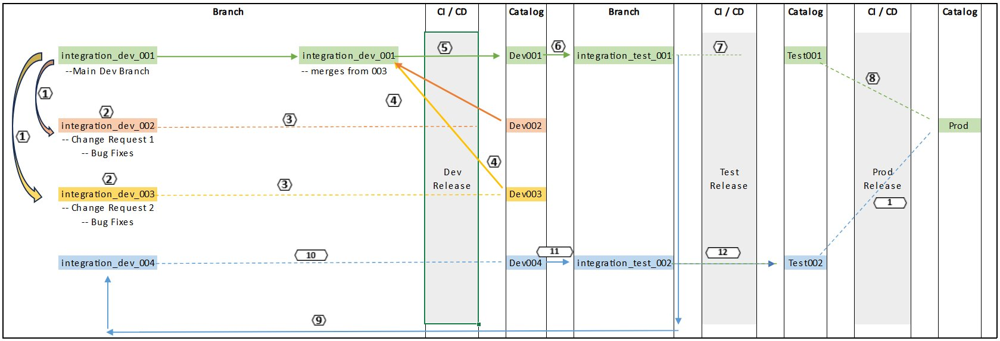 Branch
CI / CD
Catalog
Branch
CI / CD
Catalog
CI / CD
Catalog
5
6
7
integration_dev_001
integration_dev_001
Dev001
integration_test_001
Test001
--Main Dev Branch
-- merges from 003
8
1
4
2
3
integration_dev_002
Dev002
Prod
1
-- Change Request 1
-- Bug Fixes
4
Dev
Release
Test
Release
Prod
Release
2
3
integration_dev_003
Dev003
1
-- Change Request 2
-- Bug Fixes
10
11
12
integration_dev_004
Dev004
integration_test_002
Test002
9